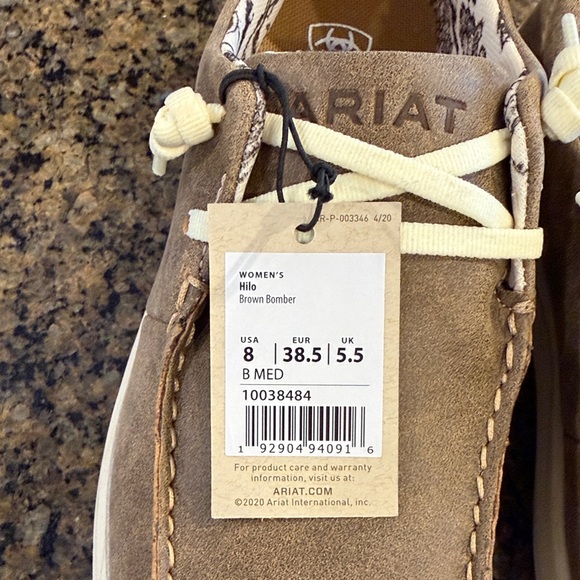 ARIAT
R-P-003346 4/20
WOMEN'S
Hilo
Brown Bomber
USA EUR UK
8 38.5 5.5
B MED
10038484
1 92904 94091 6
For product care and warranty
information, visit us at:
ARIAT.COM
©2020 Ariat International, inc.